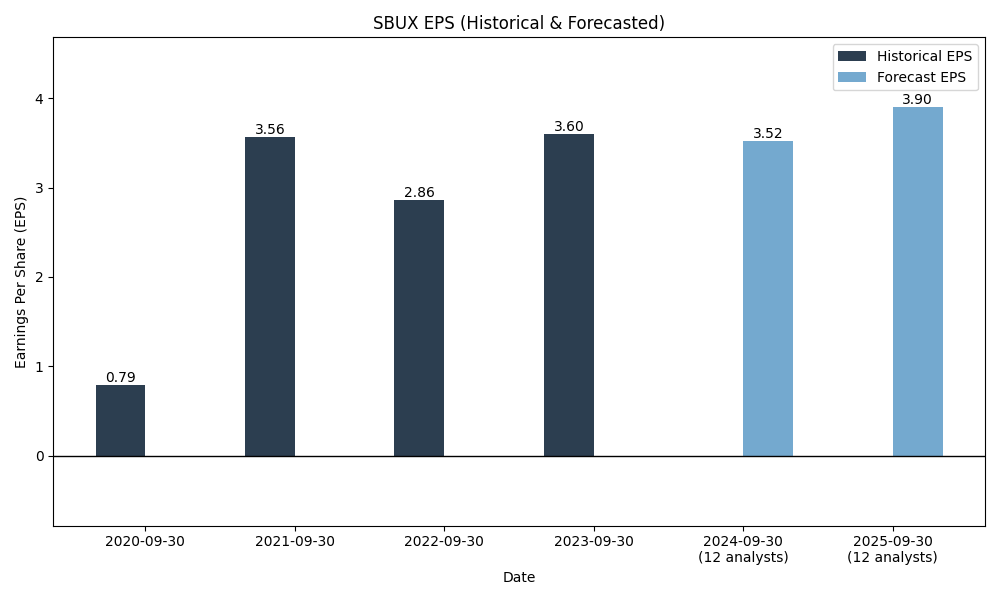 SBUX EPS (Historical & Forecasted)
Historical EPS
Forecast EPS
Earnings Per Share (EPS)
4
3
2
1
0
0.79
3.56
2.86
3.60
3.52
3.90
2020-09-30
2021-09-30
2022-09-30
2023-09-30
2024-09-30
(12 analysts)
2025-09-30
(12 analysts)
Date